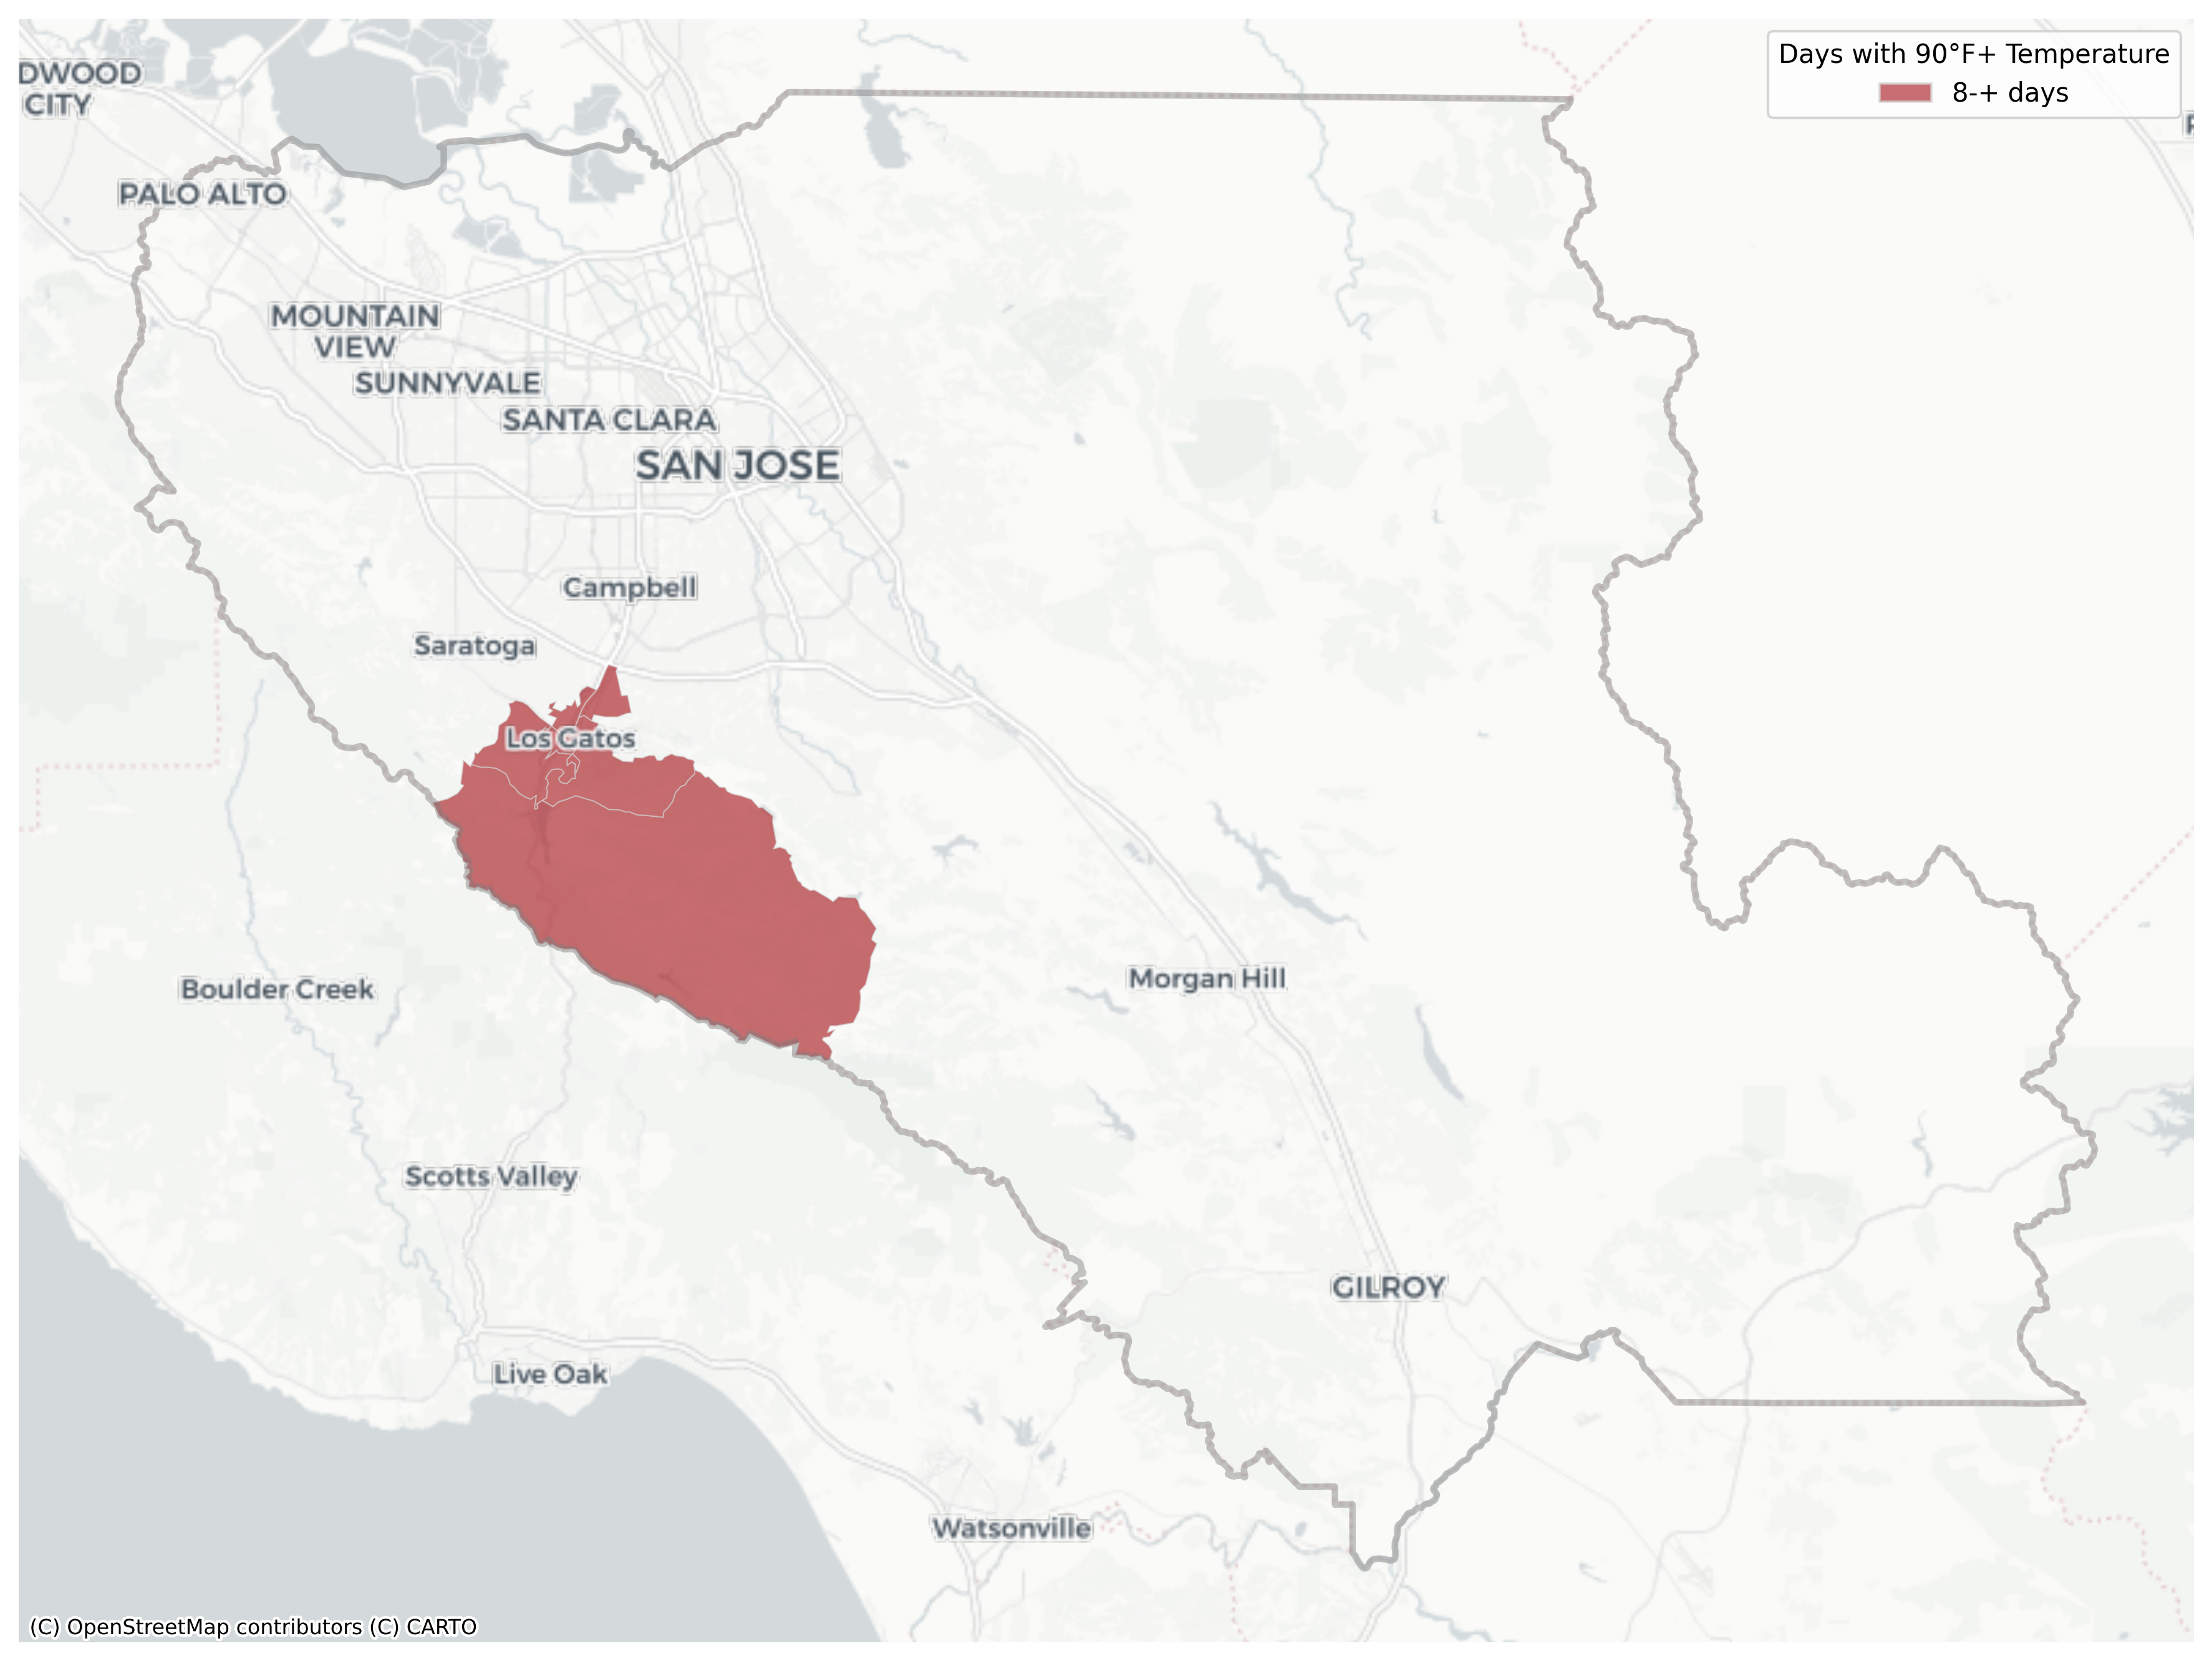 Days with 90°F+ Temperature
8-+ days
DWOOD
CITY
PALO ALTO
MOUNTAIN
VIEW
SUNNYVALE
SANTA CLARA
SAN JOSE
Campbell
Saratoga
Los Gatos
Boulder Creek
Morgan Hill
Scotts Valley
GILROY
Live Oak
Watsonville
(C) OpenStreetMap contributors (C) CARTO